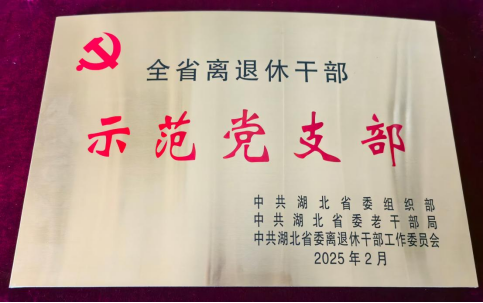 全省离退休干部
示范党支部
中共湖北省委组织部
中共湖北省委老干部局
中共湖北省委离退休干部工作委员会
2025年2月